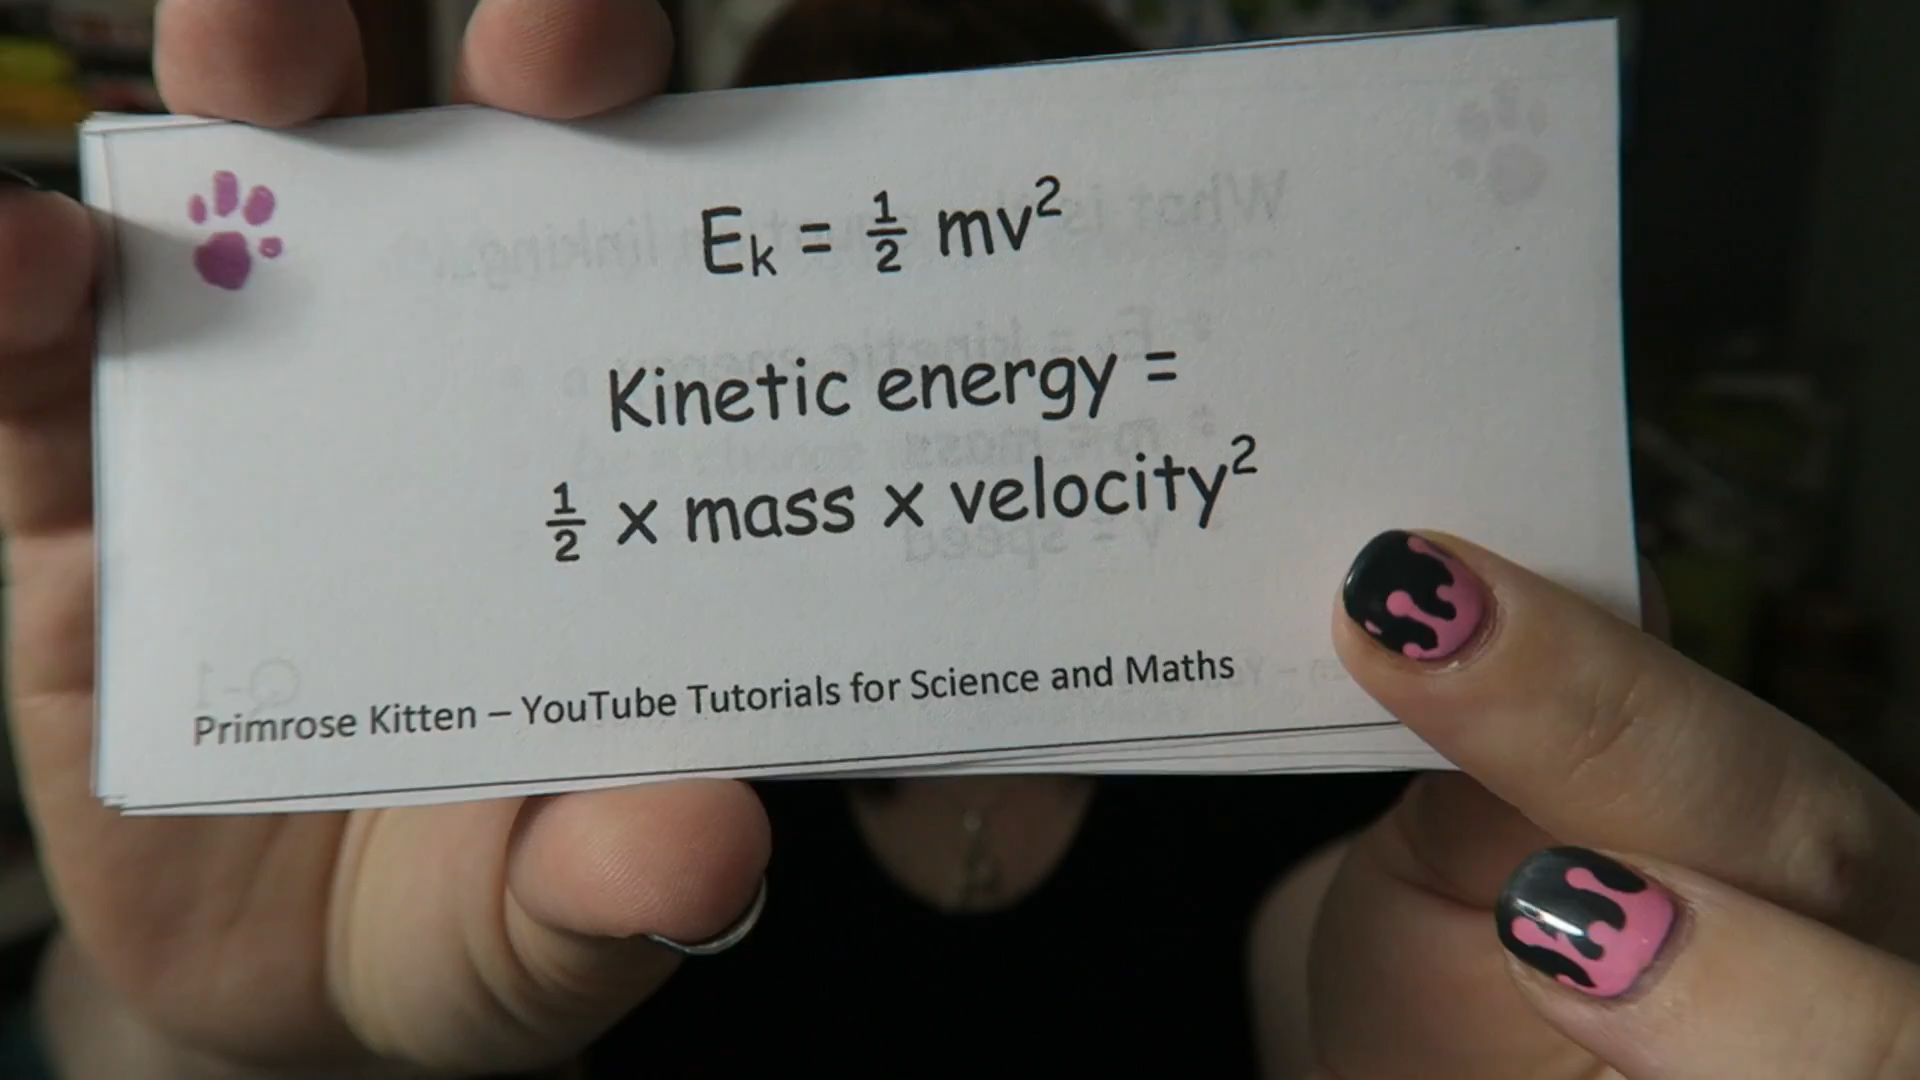 Eₖ = ½ mv²
Kinetic energy =
½ x mass x velocity²
Primrose Kitten – YouTube Tutorials for Science and Maths